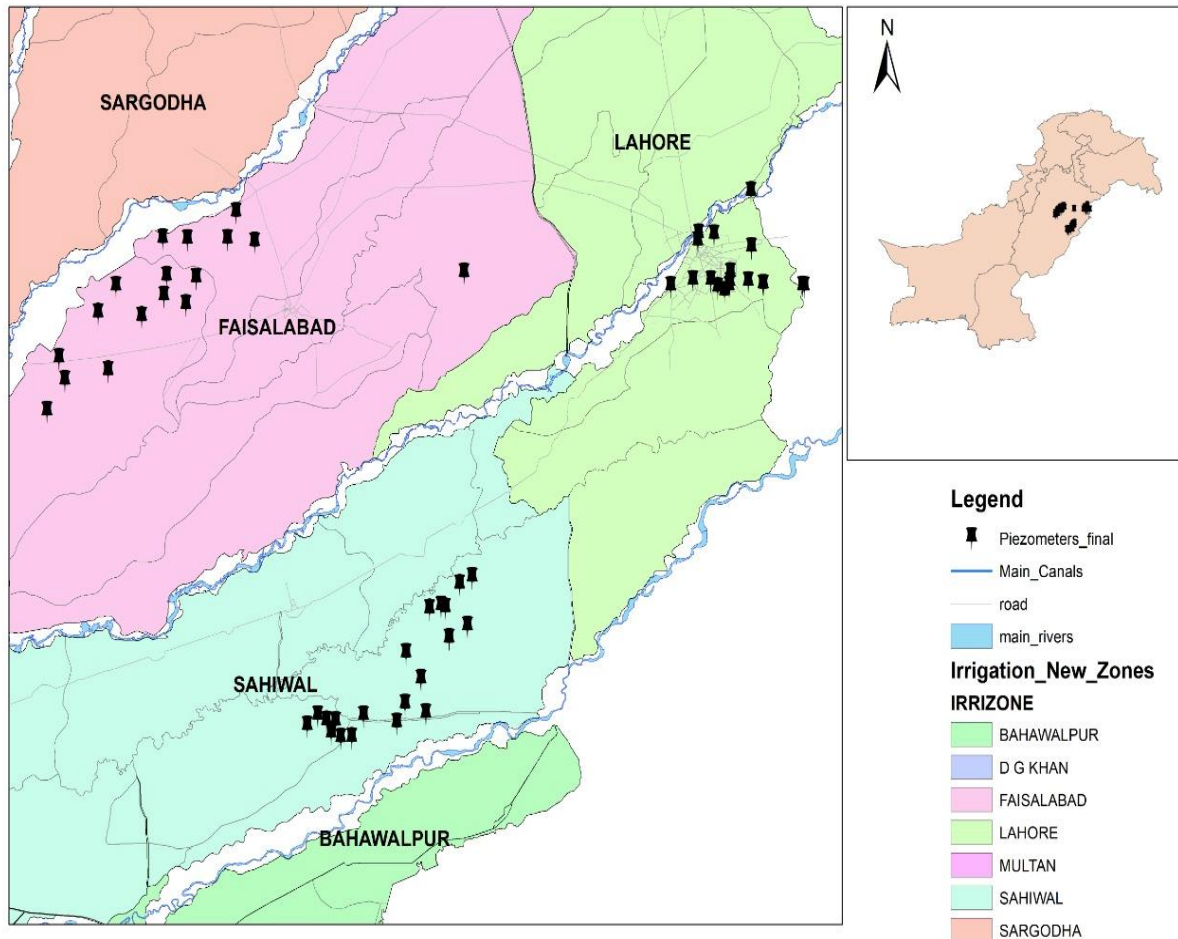 SARGODHA
LAHORE
FAISALABAD
SAHIWAL
BAHAWALPUR
N
Legend
Piezometers_final
Main_Canals
road
main_rivers
Irrigation_New_Zones
IRRIZONE
BAHAWALPUR
D G KHAN
FAISALABAD
LAHORE
MULTAN
SAHIWAL
SARGODHA